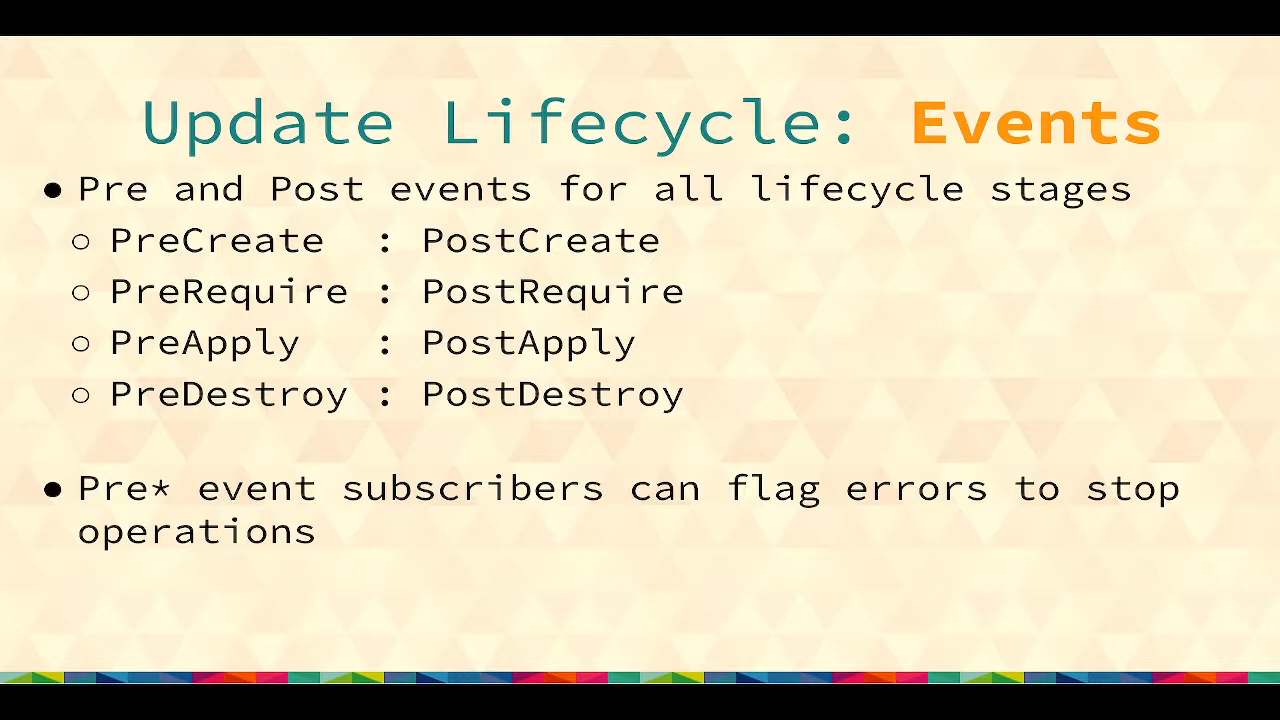 Update Lifecycle: Events
● Pre and Post events for all lifecycle stages
○ PreCreate  : PostCreate
○ PreRequire : PostRequire
○ PreApply   : PostApply
○ PreDestroy : PostDestroy
● Pre* event subscribers can flag errors to stop
operations